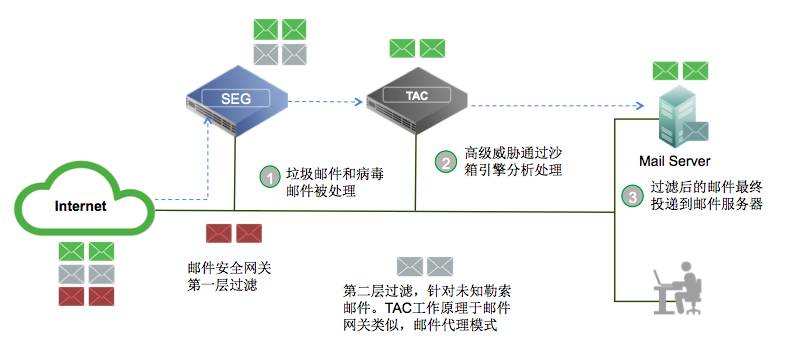 SEG
TAC
Mail Server
Internet
1
垃圾邮件和病毒
邮件被处理
2
高级威胁通过沙
箱引擎分析处理
3
过滤后的邮件最终
投递到邮件服务器
邮件安全网关
第一层过滤
第二层过滤，针对未知勒索
邮件。TAC工作原理于邮件
网关类似，邮件代理模式